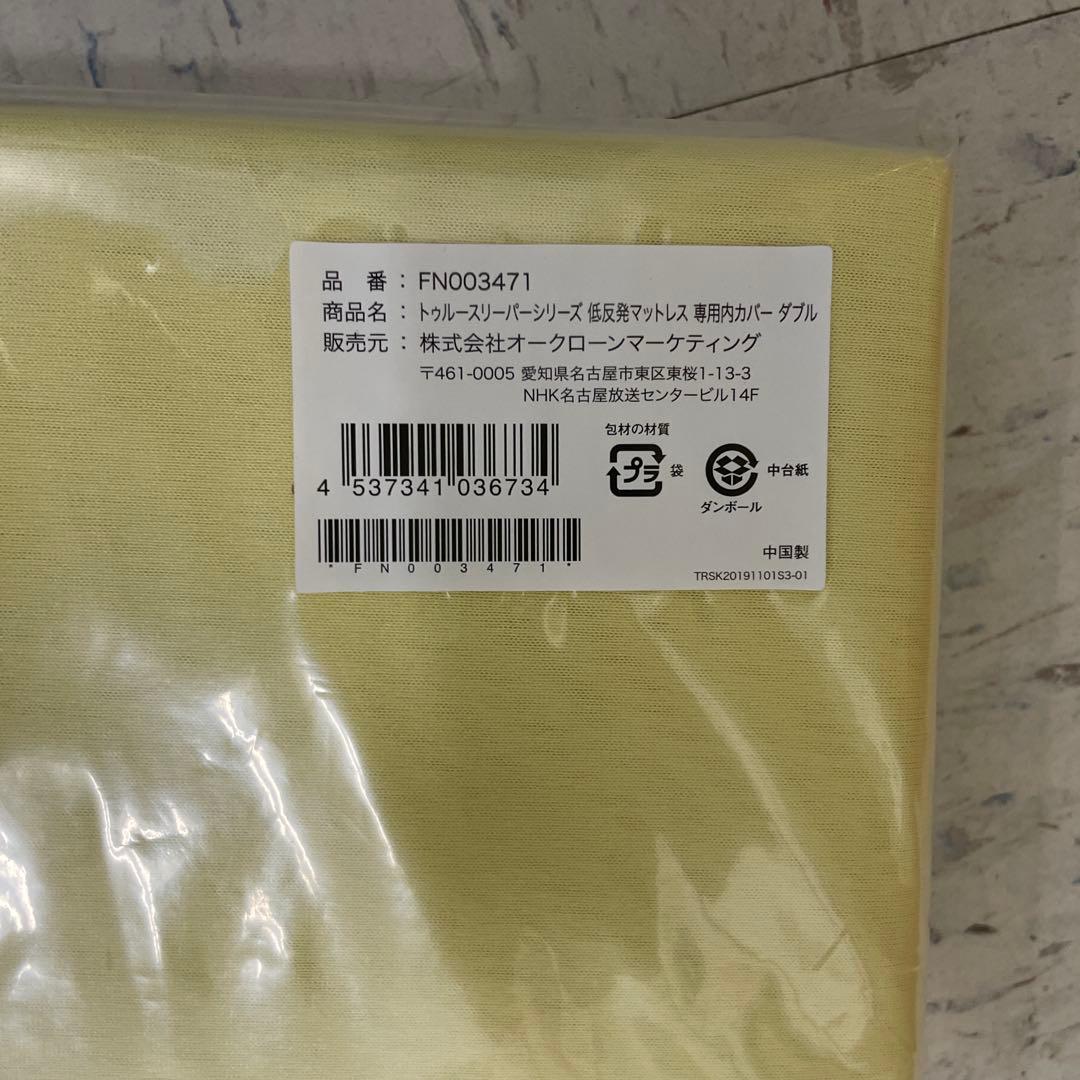 品 番 : FN003471
商品名 : トゥルースリーパーシリーズ 低反発マットレス 専用内カバー ダブル
販売元 : 株式会社オークローンマーケティング
〒461-0005 愛知県名古屋市東区東桜1-13-3
NHK名古屋放送センタービル14F
包材の材質
プラ 袋 中台紙
ダンボール
4 537341 036734
*FN003471*
中国製
TRSK20191101S3-01